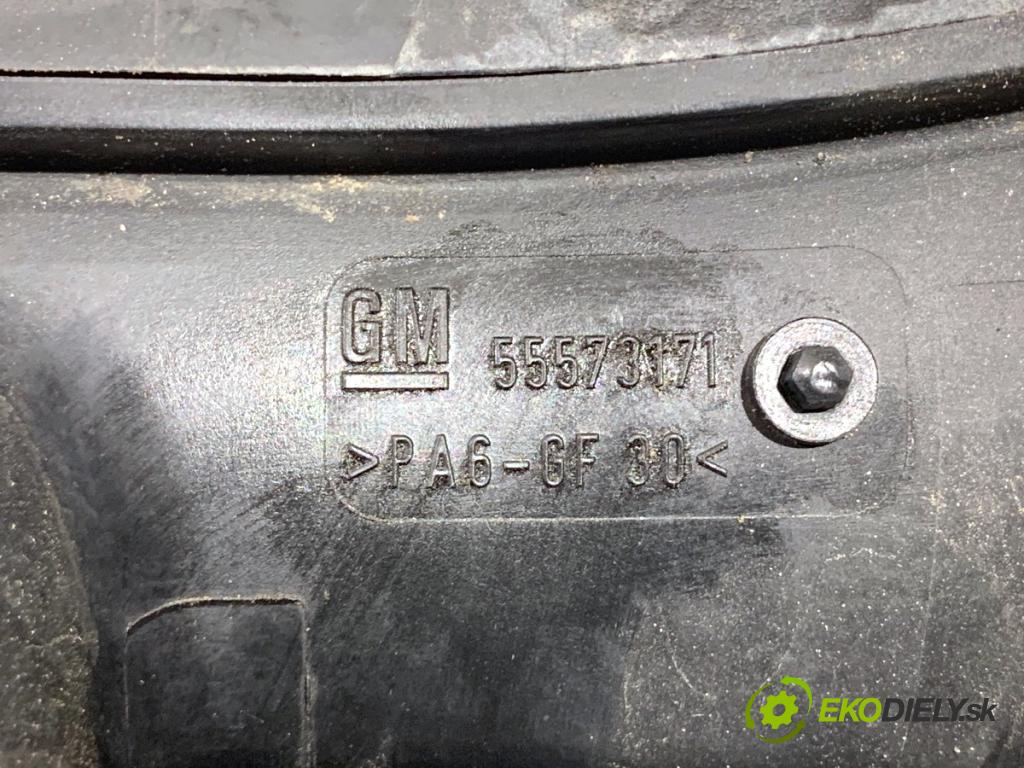 GM 55573171
>PA6-GF 30<
EKODIELY.sk